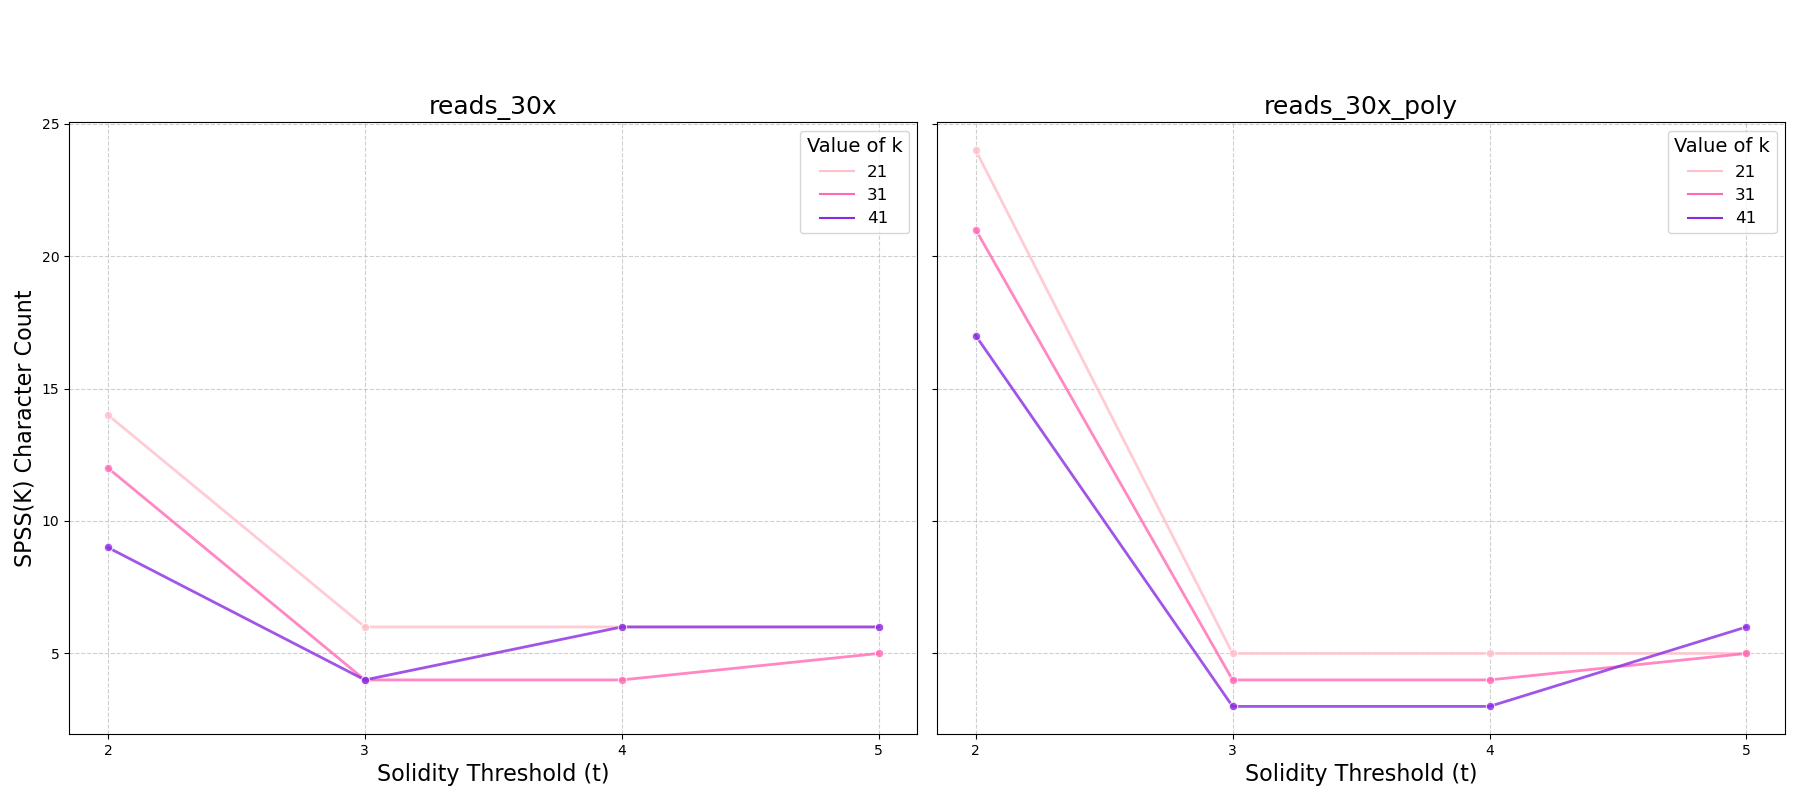 reads_30x
reads_30x_poly
25
20
15
10
5
SPSS(K) Character Count
Value of k
21
31
41
Value of k
21
31
41
2
3
4
5
2
3
4
5
Solidity Threshold (t)
Solidity Threshold (t)